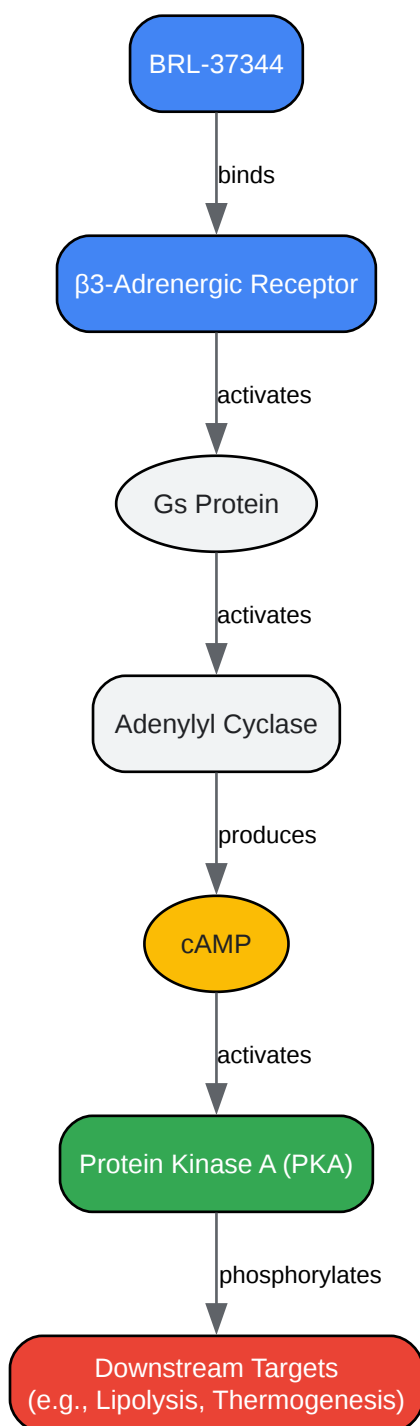 BRL-37344
binds
β3-Adrenergic Receptor
activates
Gs Protein
activates
Adenylyl Cyclase
produces
cAMP
activates
Protein Kinase A (PKA)
phosphorylates
Downstream Targets
(e.g., Lipolysis, Thermogenesis)